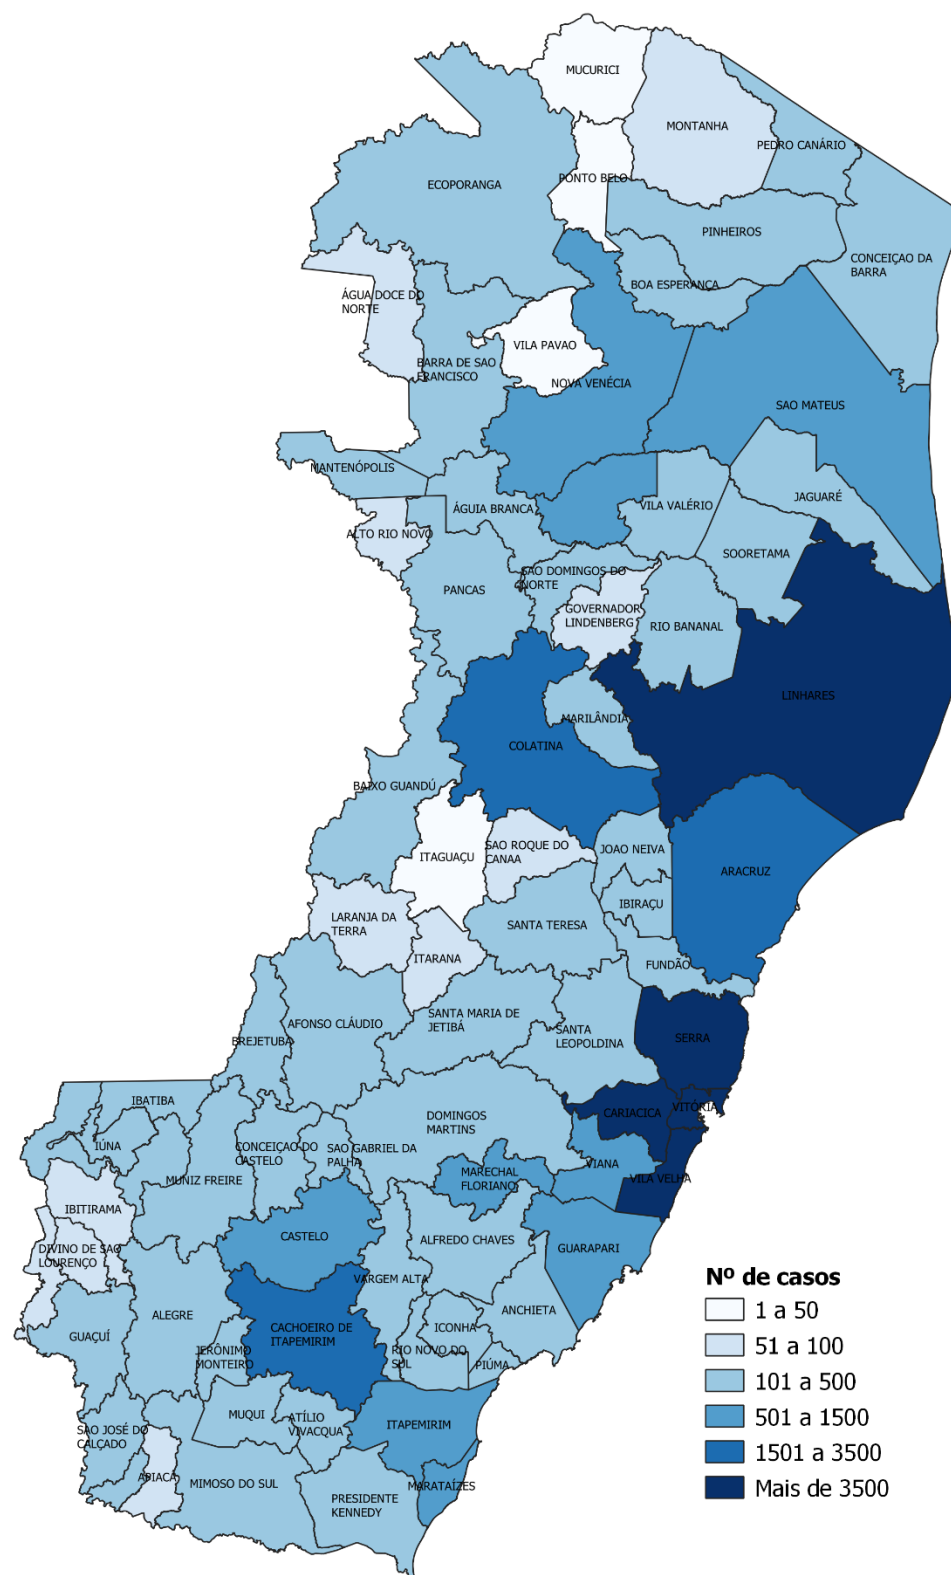 MUCURICI
MONTANHA
PEDRO CANÁRIO
PONTO BELO
ECOPORANGA
PINHEIROS
CONCEIÇAO DA
BARRA
BOA ESPERANÇA
ÁGUA DOCE DO
NORTE
VILA PAVAO
BARRA DE SAO
FRANCISCO
NOVA VENÉCIA
SAO MATEUS
MANTENÓPOLIS
JAGUARÉ
ÁGUIA BRANCA
VILA VALÉRIO
ALTO RIO NOVO
SOORETAMA
SAO DOMINGOS DO
NORTE
PANCAS
GOVERNADOR
LINDENBERG
RIO BANANAL
LINHARES
MARILÂNDIA
COLATINA
BAIXO GUANDÚ
SAO ROQUE DO
CANAA
JOAO NEIVA
ITAGUAÇU
ARACRUZ
IBIRAÇU
LARANJA DA
TERRA
SANTA TERESA
ITARANA
FUNDÃO
SANTA MARIA DE
JETIBÁ
AFONSO CLÁUDIO
SANTA
LEOPOLDINA
SERRA
BREJETUBA
IBATIBA
VITÓRIA
CARIACICA
DOMINGOS
MARTINS
IÚNA
CONCEIÇAO DO
CASTELO
SAO GABRIEL DA
PALHA
VIANA
MARECHAL
FLORIANO
MUNIZ FREIRE
VILA VELHA
IBITIRAMA
CASTELO
ALFREDO CHAVES
DIVINO DE SAO
LOURENÇO
GUARAPARI
VARGEM ALTA
ANCHIETA
ALEGRE
CACHOEIRO DE
ITAPEMIRIM
ICONHA
GUAÇUÍ
JERÔNIMO
MONTEIRO
RIO NOVO DO
SUL
PIÚMA
MUQUI
ATÍLIO
VIVACQUA
ITAPEMIRIM
SAO JOSÉ DO
CALÇADO
APIACÁ
MIMOSO DO SUL
MARATAÍZES
PRESIDENTE
KENNEDY
Nº de casos
1 a 50
51 a 100
101 a 500
501 a 1500
1501 a 3500
Mais de 3500